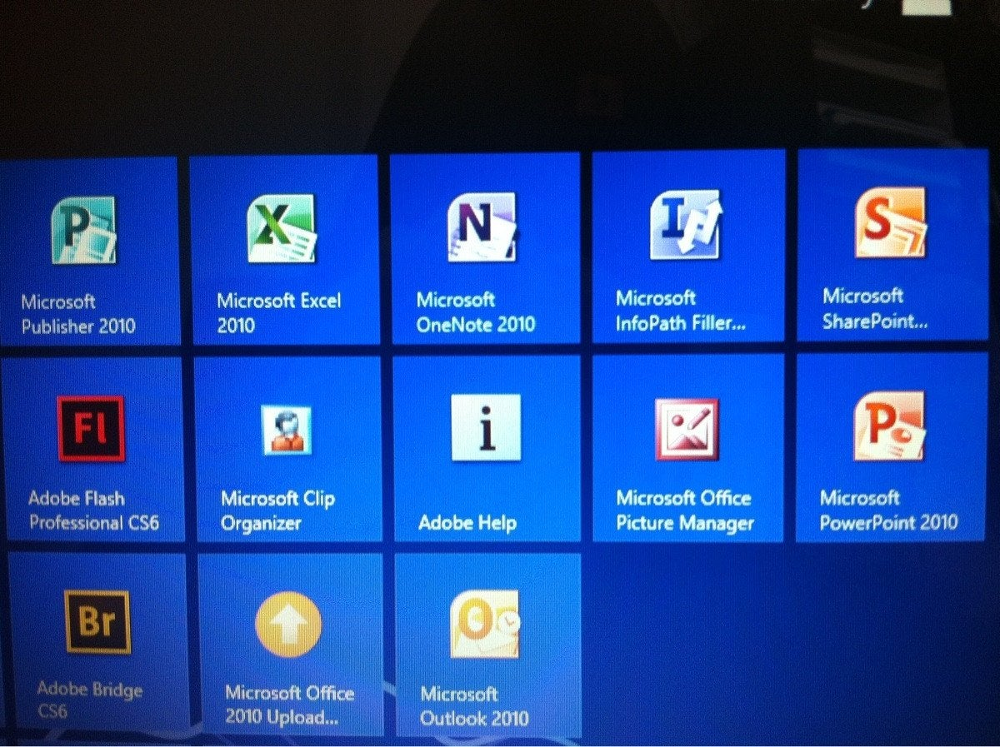 Microsoft
Publisher 2010
Microsoft Excel
2010
Microsoft
OneNote 2010
Microsoft
InfoPath Filler...
Microsoft
SharePoint...
Fl
Adobe Flash
Professional CS6
Microsoft Clip
Organizer
i
Adobe Help
Microsoft Office
Picture Manager
P
Microsoft
PowerPoint 2010
Br
Adobe Bridge
CS6
Microsoft Office
2010 Upload...
Microsoft
Outlook 2010